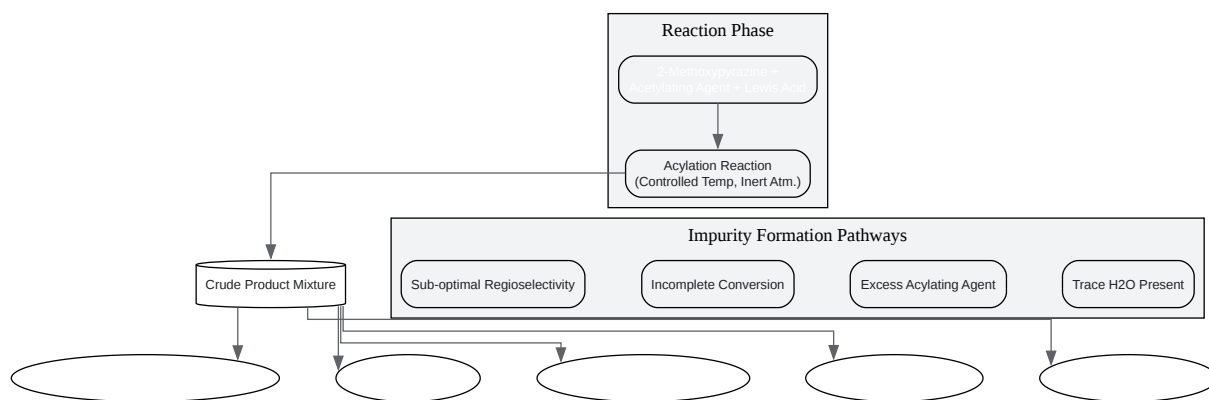 Reaction Phase
2-Methoxypyrazine +
Acetylating Agent + Lewis Acid
Acylation Reaction
(Controlled Temp, Inert Atm.)
Impurity Formation Pathways
Crude Product Mixture
Sub-optimal Regioselectivity
Incomplete Conversion
Excess Acylating Agent
Trace H2O Present